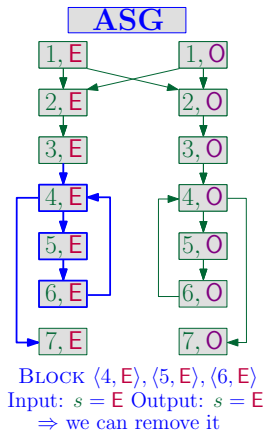 ASG
1, E 1, O
2, E 2, O
3, E 3, O
4, E 4, O
5, E 5, O
6, E 6, O
7, E 7, O
BLOCK ⟨4, E⟩, ⟨5, E⟩, ⟨6, E⟩
Input: s = E Output: s = E
⇒ we can remove it